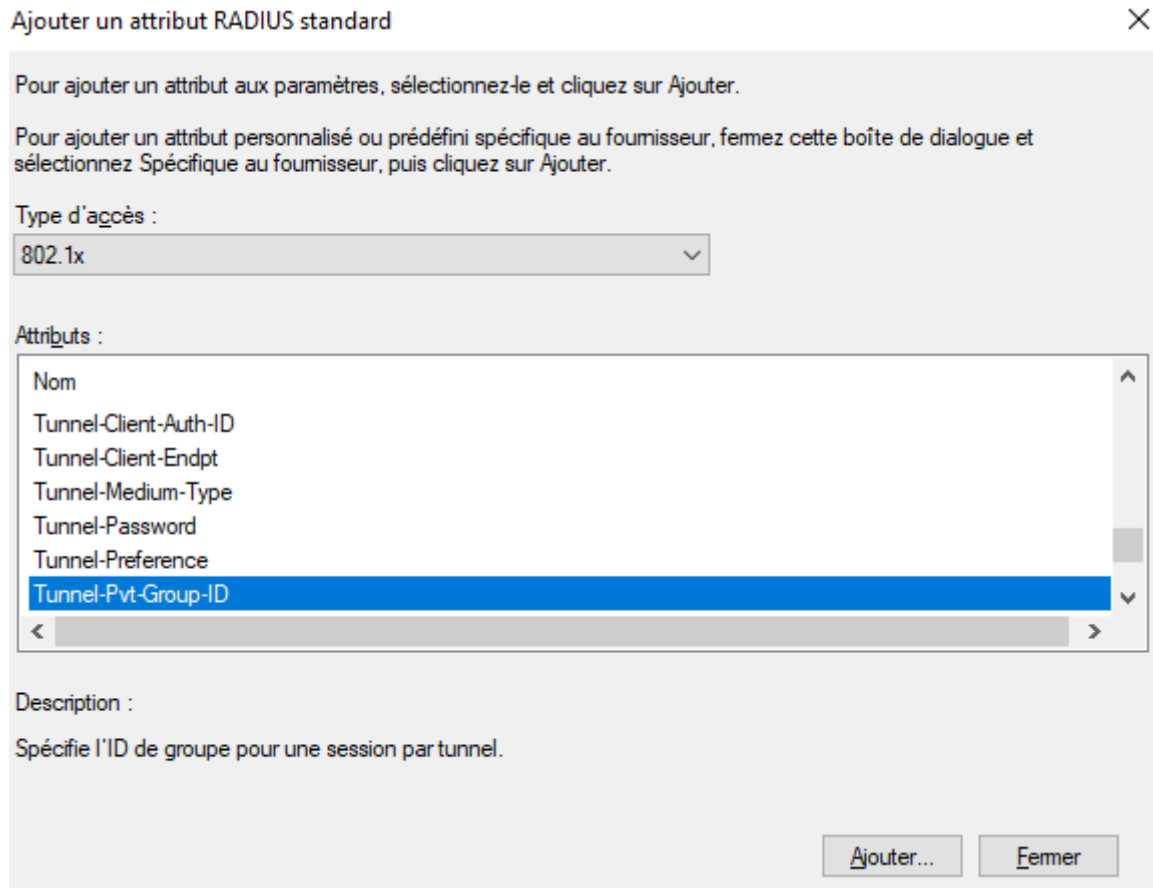 Ajouter un attribut RADIUS standard
Pour ajouter un attribut aux paramètres, sélectionnez-le et cliquez sur Ajouter.
Pour ajouter un attribut personnalisé ou prédéfini spécifique au fournisseur, fermez cette boîte de dialogue et
sélectionnez Spécifique au fournisseur, puis cliquez sur Ajouter.
Type d'accès :
802.1x
Attributs :
Nom
Tunnel-Client-Auth-ID
Tunnel-Client-Endpt
Tunnel-Medium-Type
Tunnel-Password
Tunnel-Preference
Tunnel-Pvt-Group-ID
Description :
Spécifie l'ID de groupe pour une session par tunnel.
Ajouter... Fermer